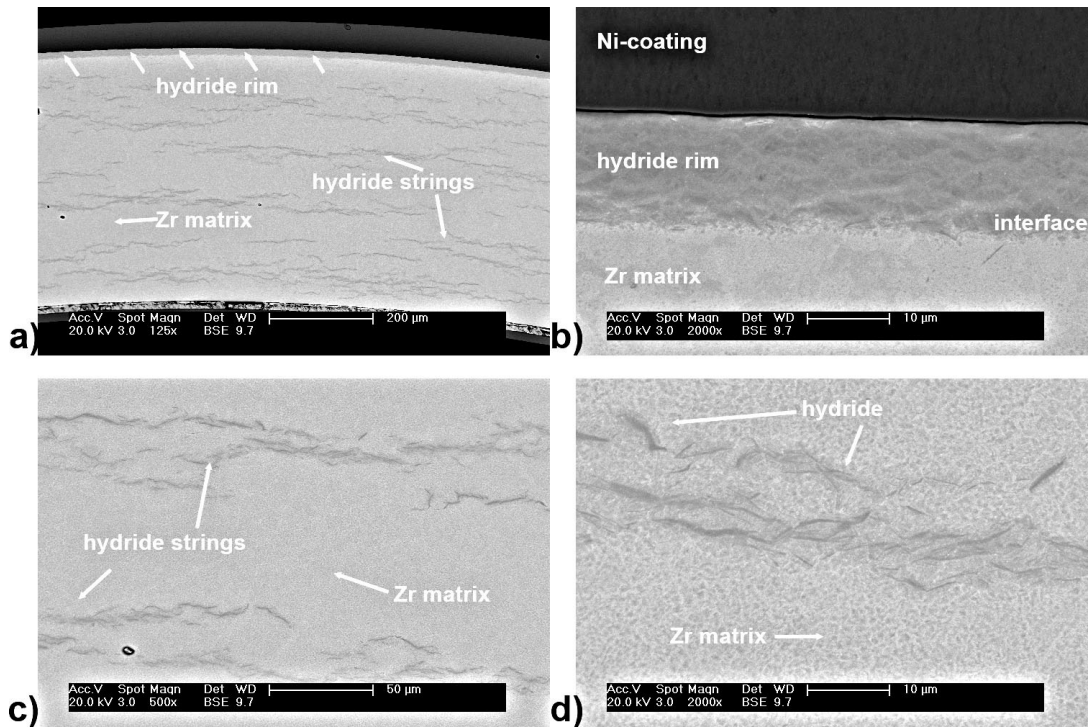 hydride rim
hydride strings
Zr matrix
Acc.V Spot Magn Det WD 200 µm
20.0 kV 3.0 125x BSE 9.7
a)
Ni-coating
hydride rim
interface
Zr matrix
Acc.V Spot Magn Det WD 10 µm
20.0 kV 3.0 2000x BSE 9.7
b)
hydride strings
Zr matrix
Acc.V Spot Magn Det WD 50 µm
20.0 kV 3.0 500x BSE 9.7
c)
hydride
Zr matrix
Acc.V Spot Magn Det WD 10 µm
20.0 kV 3.0 2000x BSE 9.7
d)